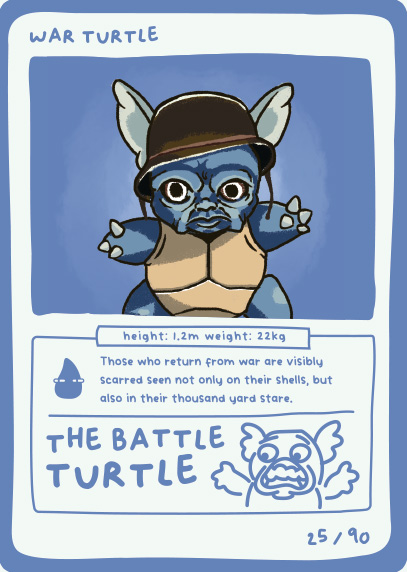 WAR TURTLE
height: 1.2m weight: 22kg
Those who return from war are visibly
scarred seen not only on their shells, but
also in their thousand yard stare.
THE BATTLE
TURTLE
25/90